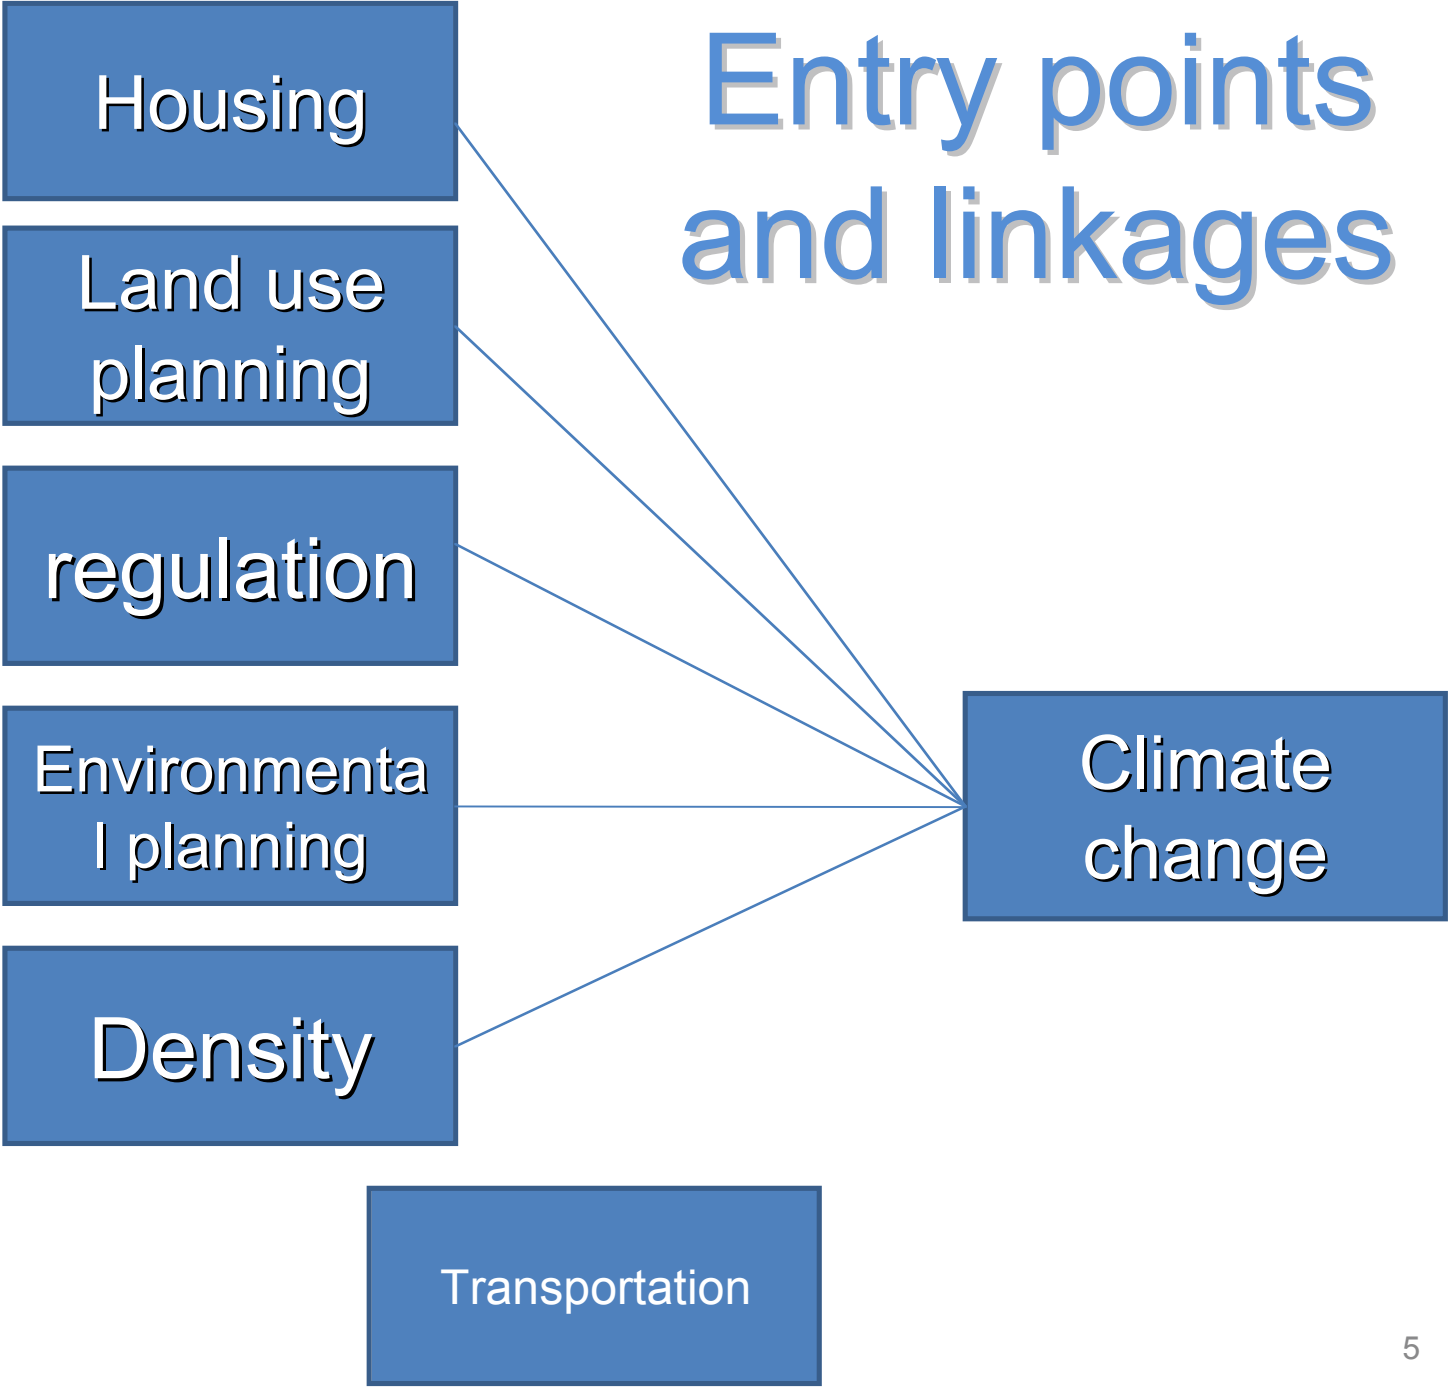 Entry points
and linkages
Housing
Land use
planning
regulation
Environmenta
l planning
Density
Climate
change
Transportation
5